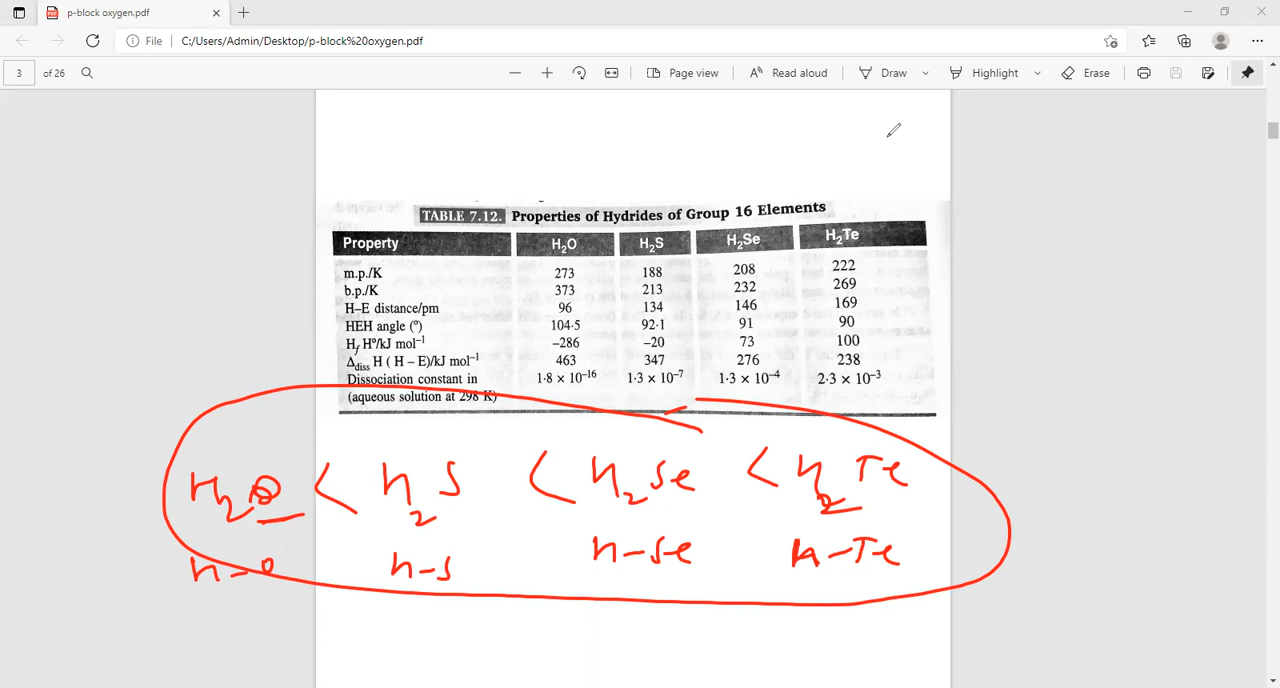 p-block oxygen.pdf
File | C:/Users/Admin/Desktop/p-block%20oxygen.pdf
3 of 26 Page view Read aloud Draw Highlight Erase
TABLE 7.12. Properties of Hydrides of Group 16 Elements
Property H₂O H₂S H₂Se H₂Te
m.p./K 273 188 208 222
b.p./K 373 213 232 269
H–E distance/pm 96 134 146 169
HEH angle (°) 104·5 92·1 91 90
H_f H°/kJ mol⁻¹ –286 –20 73 100
Δ_diss H ( H – E)/kJ mol⁻¹ 463 347 276 238
Dissociation constant in 1·8 × 10⁻¹⁶ 1·3 × 10⁻⁷ 1·3 × 10⁻⁴ 2·3 × 10⁻³
(aqueous solution at 298 K)
H₂O < H₂S < H₂Se < H₂Te
H-O H-S H-Se H-Te